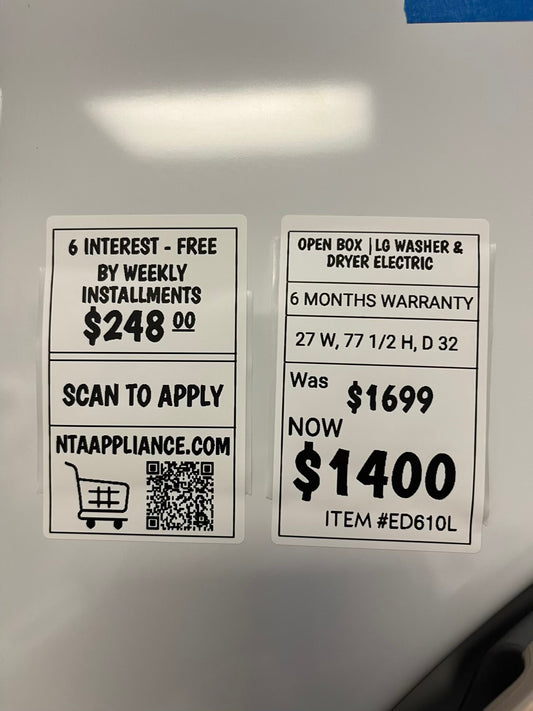 6 INTEREST - FREE
BY WEEKLY
INSTALLMENTS
$248 00
SCAN TO APPLY
NTAAPPLIANCE.COM
OPEN BOX | LG WASHER &
DRYER ELECTRIC
6 MONTHS WARRANTY
27 W, 77 1/2 H, D 32
Was $1699
NOW
$1400
ITEM #ED610L